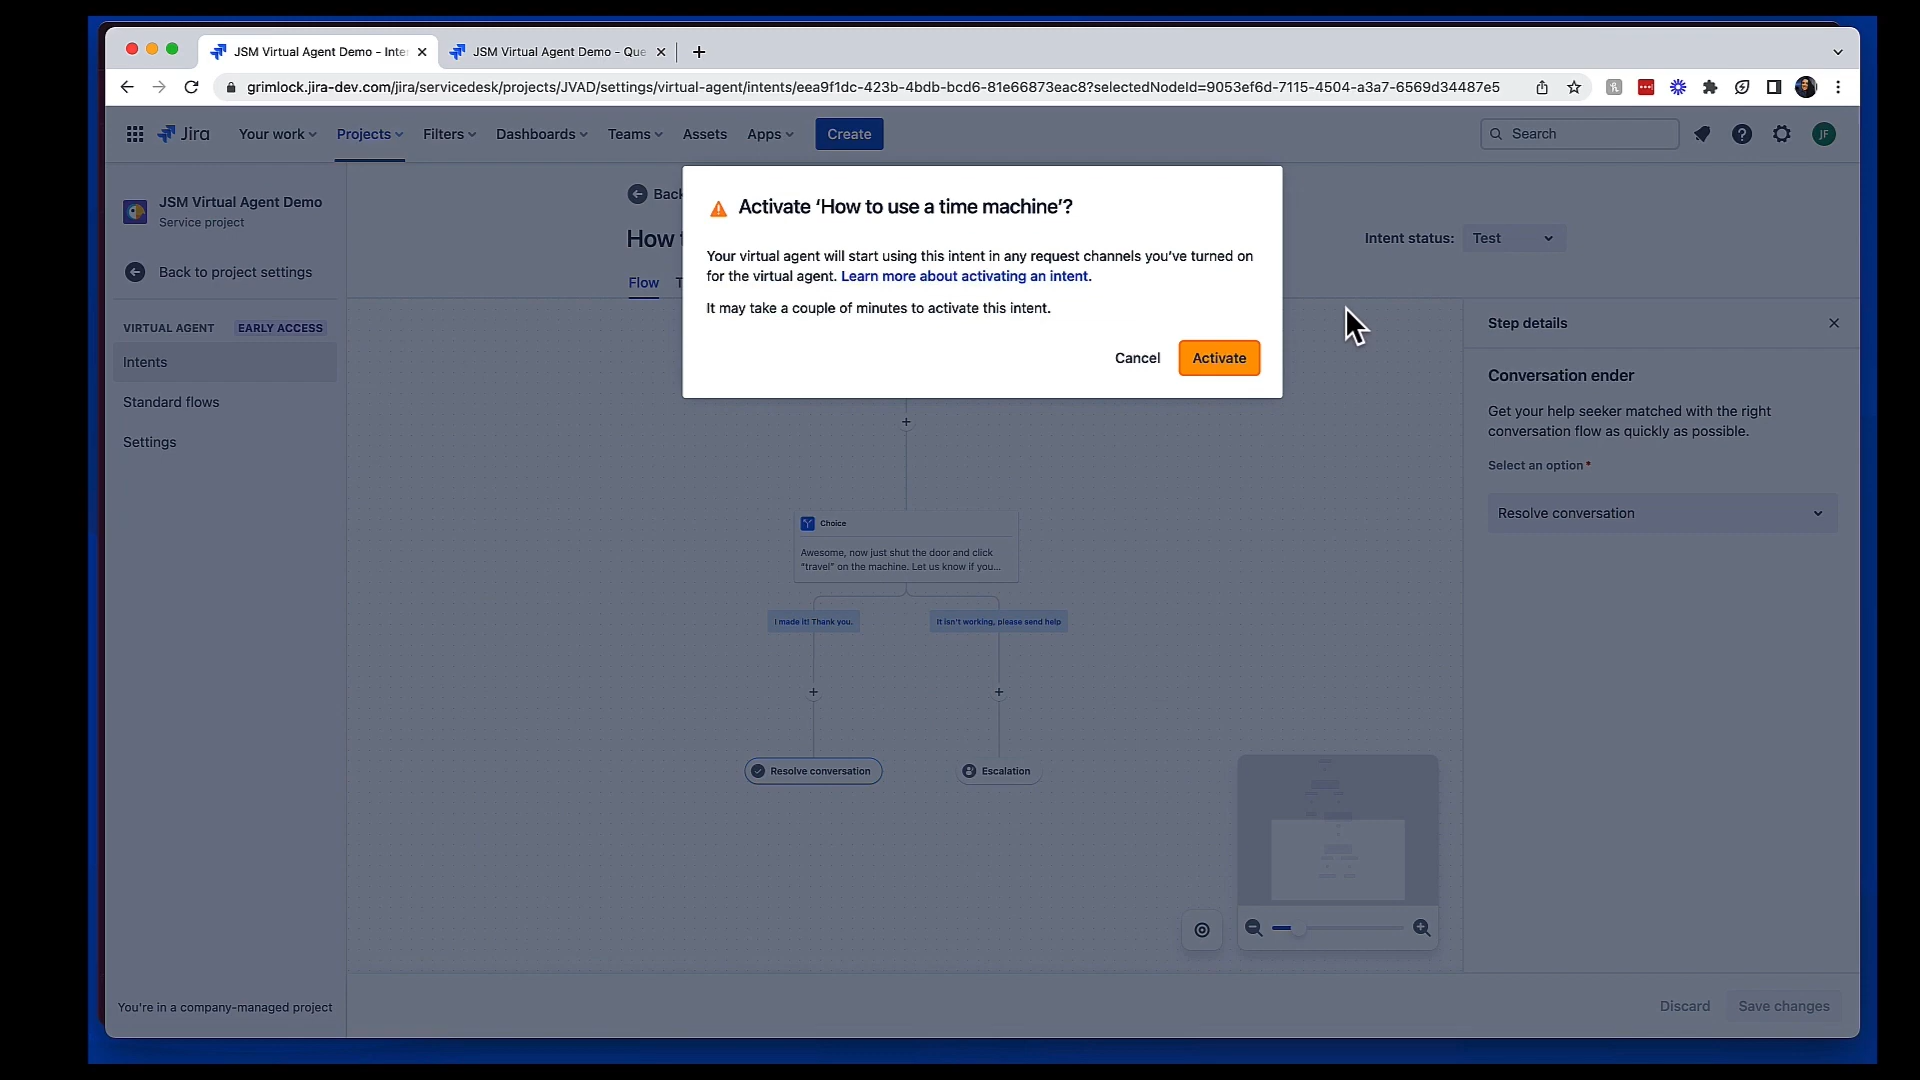 JSM Virtual Agent Demo - Inte
JSM Virtual Agent Demo - Que
grimlock.jira-dev.com/jira/servicedesk/projects/JVAD/settings/virtual-agent/intents/eea9f1dc-423b-4bdb-bcd6-81e66873eac8?selectedNodeId=9053ef6d-7115-4504-a3a7-6569d34487e5
Jira
Your work
Projects
Filters
Dashboards
Teams
Assets
Apps
Create
Search
JF
JSM Virtual Agent Demo
Service project
Back to project settings
VIRTUAL AGENT
EARLY ACCESS
Intents
Standard flows
Settings
You're in a company-managed project
Back
How t
Intent status:
Test
Flow
T
Activate ‘How to use a time machine’?
Your virtual agent will start using this intent in any request channels you’ve turned on
for the virtual agent. Learn more about activating an intent.
It may take a couple of minutes to activate this intent.
Cancel
Activate
Choice
Awesome, now just shut the door and click
“travel” on the machine. Let us know if you...
I made it! Thank you.
It isn't working, please send help
Resolve conversation
Escalation
Step details
Conversation ender
Get your help seeker matched with the right
conversation flow as quickly as possible.
Select an option*
Resolve conversation
Discard
Save changes